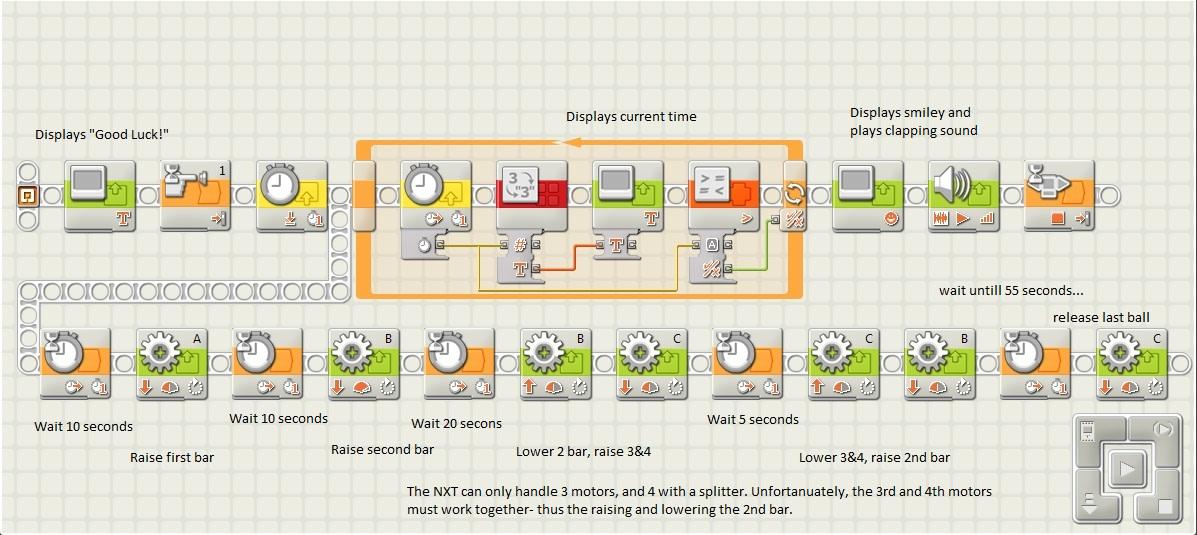 Displays current time
Displays smiley and
plays clapping sound
Displays "Good Luck!"
1
T
3
"3"
T
#
T
T
A
wait untill 55 seconds...
release last ball
A
B
B
C
C
B
C
Wait 10 seconds
Wait 10 seconds
Wait 20 secons
Wait 5 seconds
Raise first bar
Raise second bar
Lower 2 bar, raise 3&4
Lower 3&4, raise 2nd bar
The NXT can only handle 3 motors, and 4 with a splitter. Unfortanuately, the 3rd and 4th motors
must work together- thus the raising and lowering the 2nd bar.